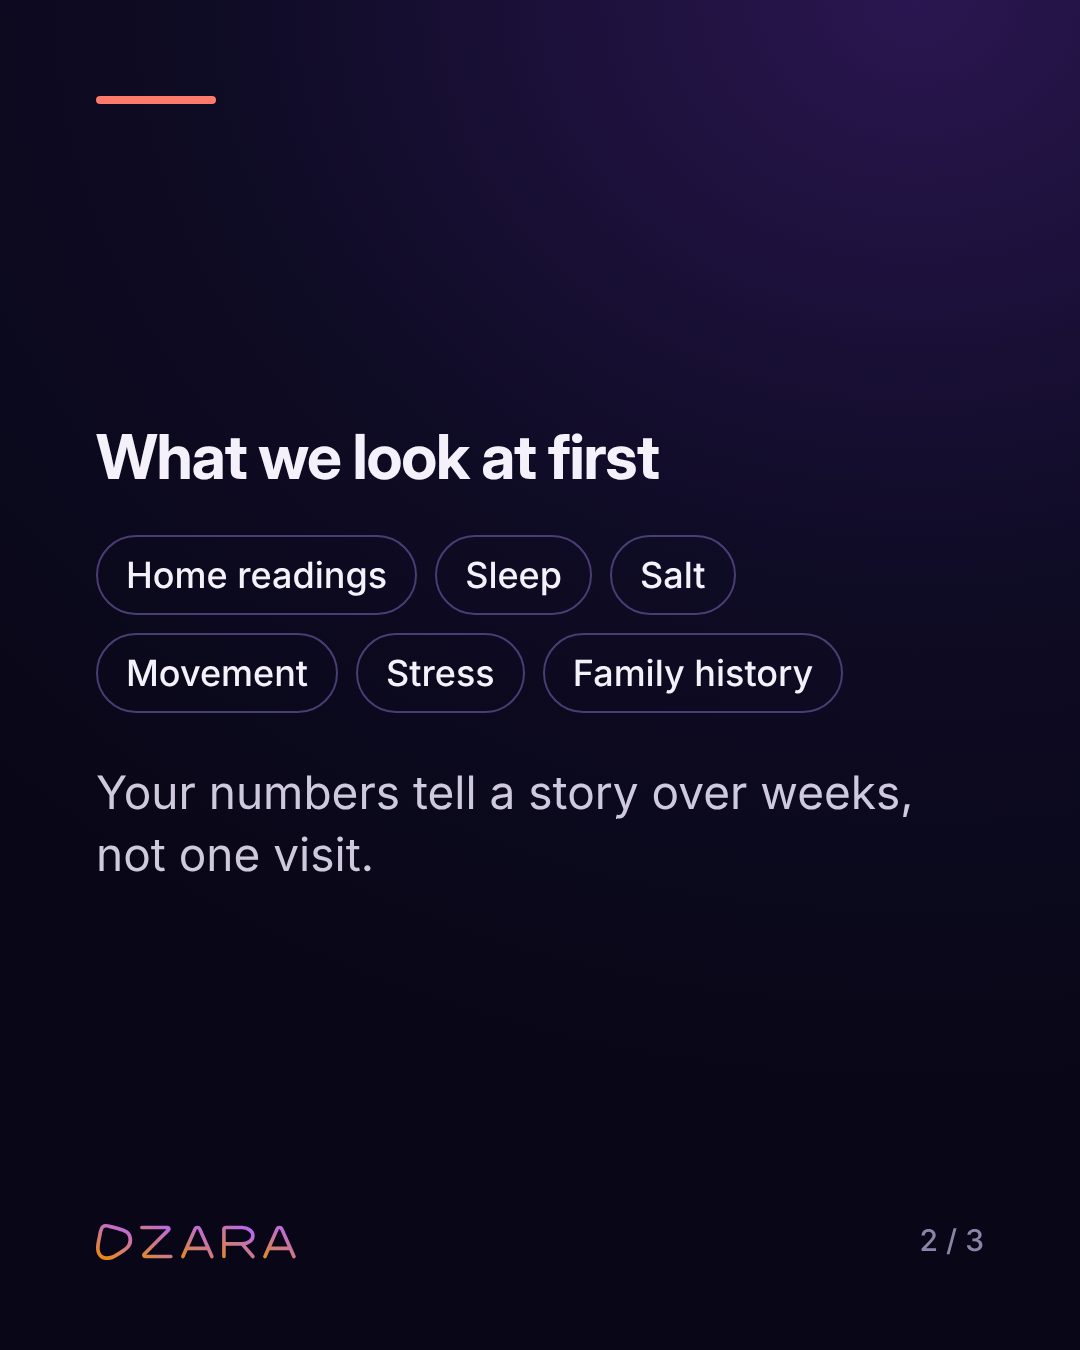 What we look at first
Home readings Sleep Salt
Movement Stress Family history
Your numbers tell a story over weeks,
not one visit.
DZARA 2 / 3